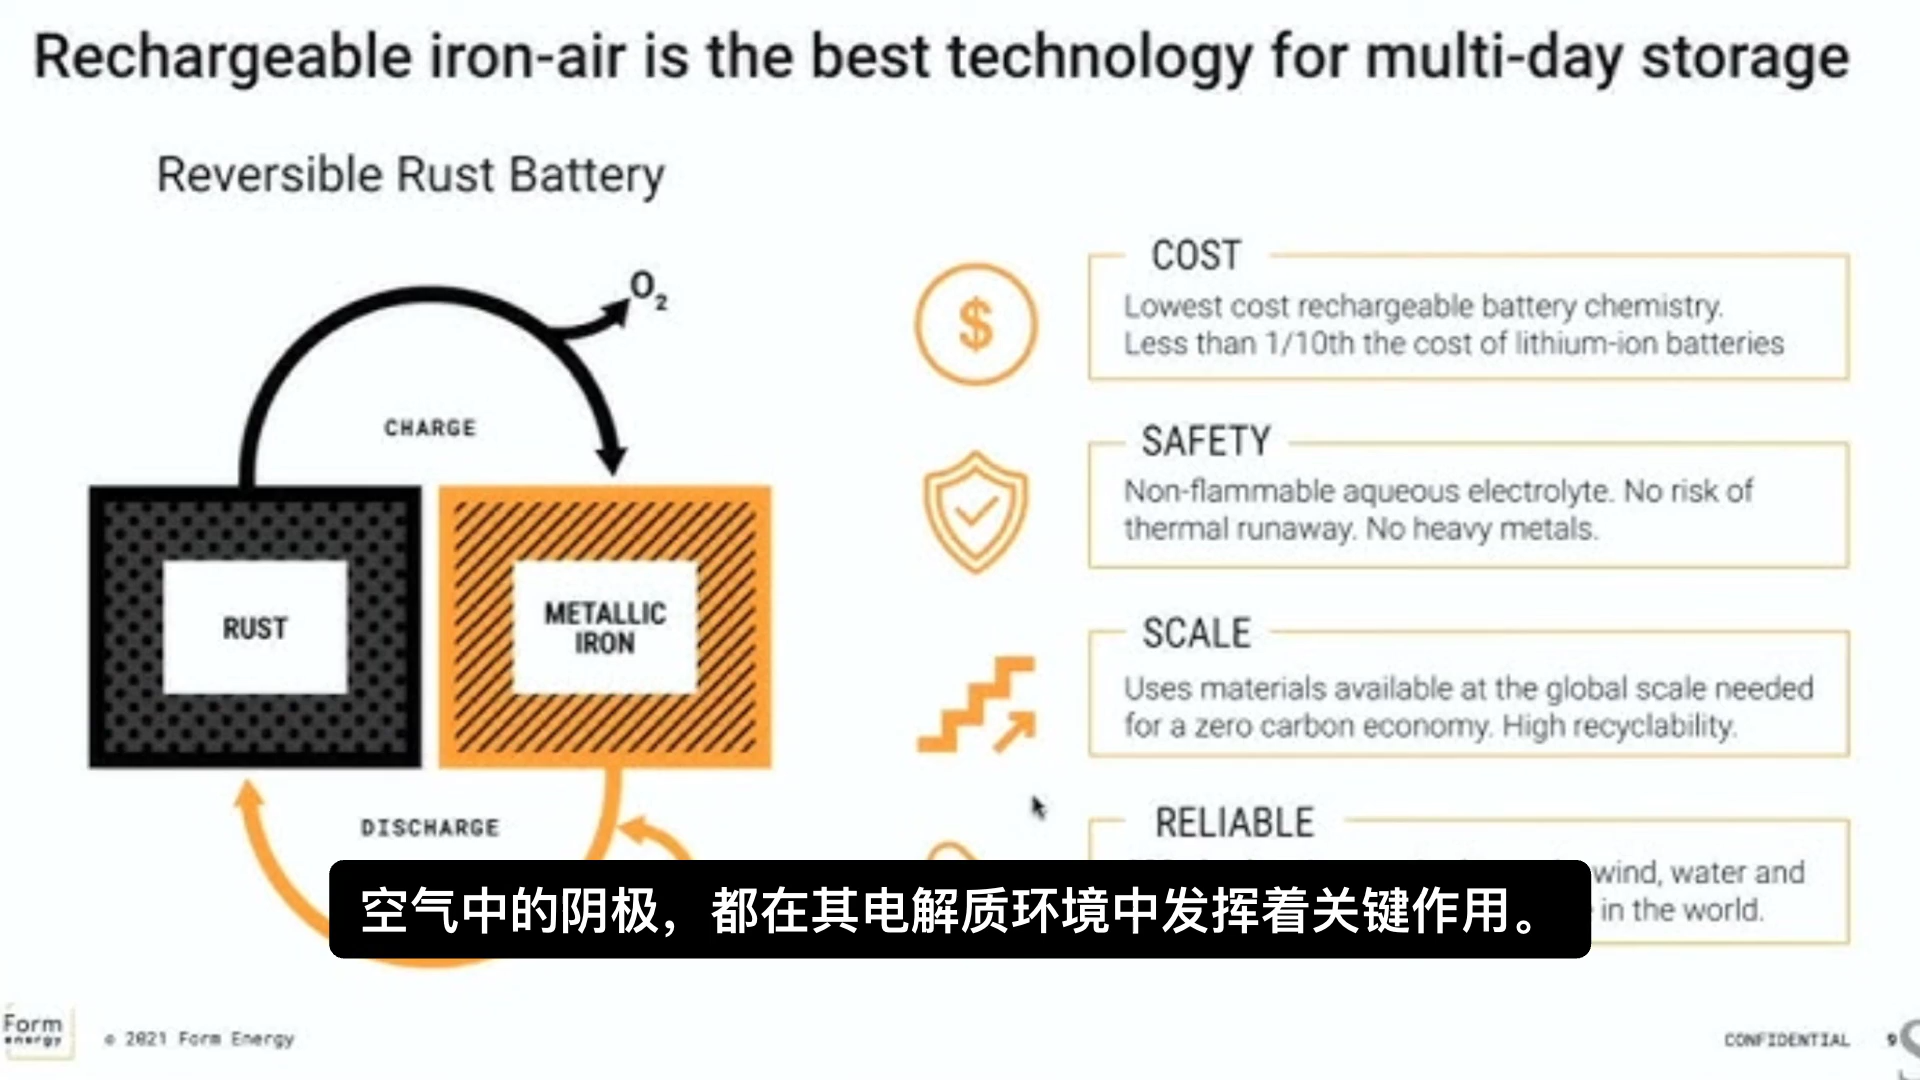 Rechargeable iron-air is the best technology for multi-day storage
Reversible Rust Battery
O₂
CHARGE
RUST
METALLIC
IRON
DISCHARGE
$
COST
Lowest cost rechargeable battery chemistry.
Less than 1/10th the cost of lithium-ion batteries
SAFETY
Non-flammable aqueous electrolyte. No risk of
thermal runaway. No heavy metals.
SCALE
Uses materials available at the global scale needed
for a zero carbon economy. High recyclability.
RELIABLE
wind, water and
in the world.
空气中的阴极，都在其电解质环境中发挥着关键作用。
Form
energy
© 2021 Form Energy
CONFIDENTIAL
9